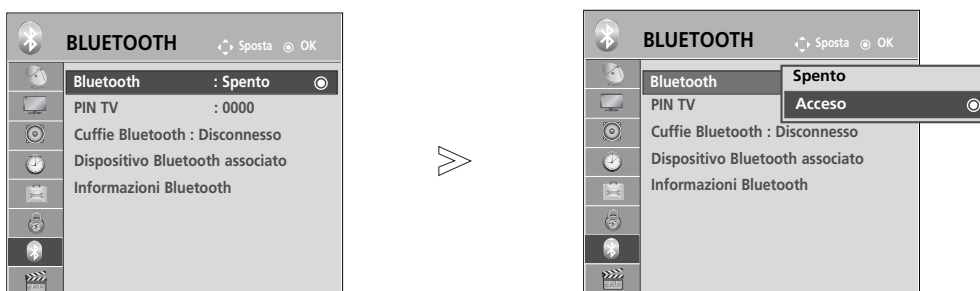 BLUETOOTH Sposta OK
Bluetooth : Spento
PIN TV : 0000
Cuffie Bluetooth : Disconnesso
Dispositivo Bluetooth associato
Informazioni Bluetooth
BLUETOOTH Sposta OK
Bluetooth
Spento
Acceso
PIN TV
Cuffie Bluetooth : Disconnesso
Dispositivo Bluetooth associato
Informazioni Bluetooth